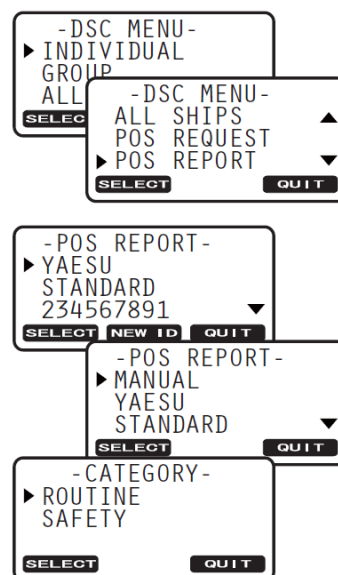 -DSC MENU-
INDIVIDUAL
GROUP
ALL
SELEC
-DSC MENU-
ALL SHIPS
POS REQUEST
POS REPORT
SELECT QUIT
-POS REPORT-
YAESU
STANDARD
234567891
SELECT NEW ID QUIT
-POS REPORT-
MANUAL
YAESU
STANDARD
SELECT QUIT
-CATEGORY-
ROUTINE
SAFETY
SELECT QUIT